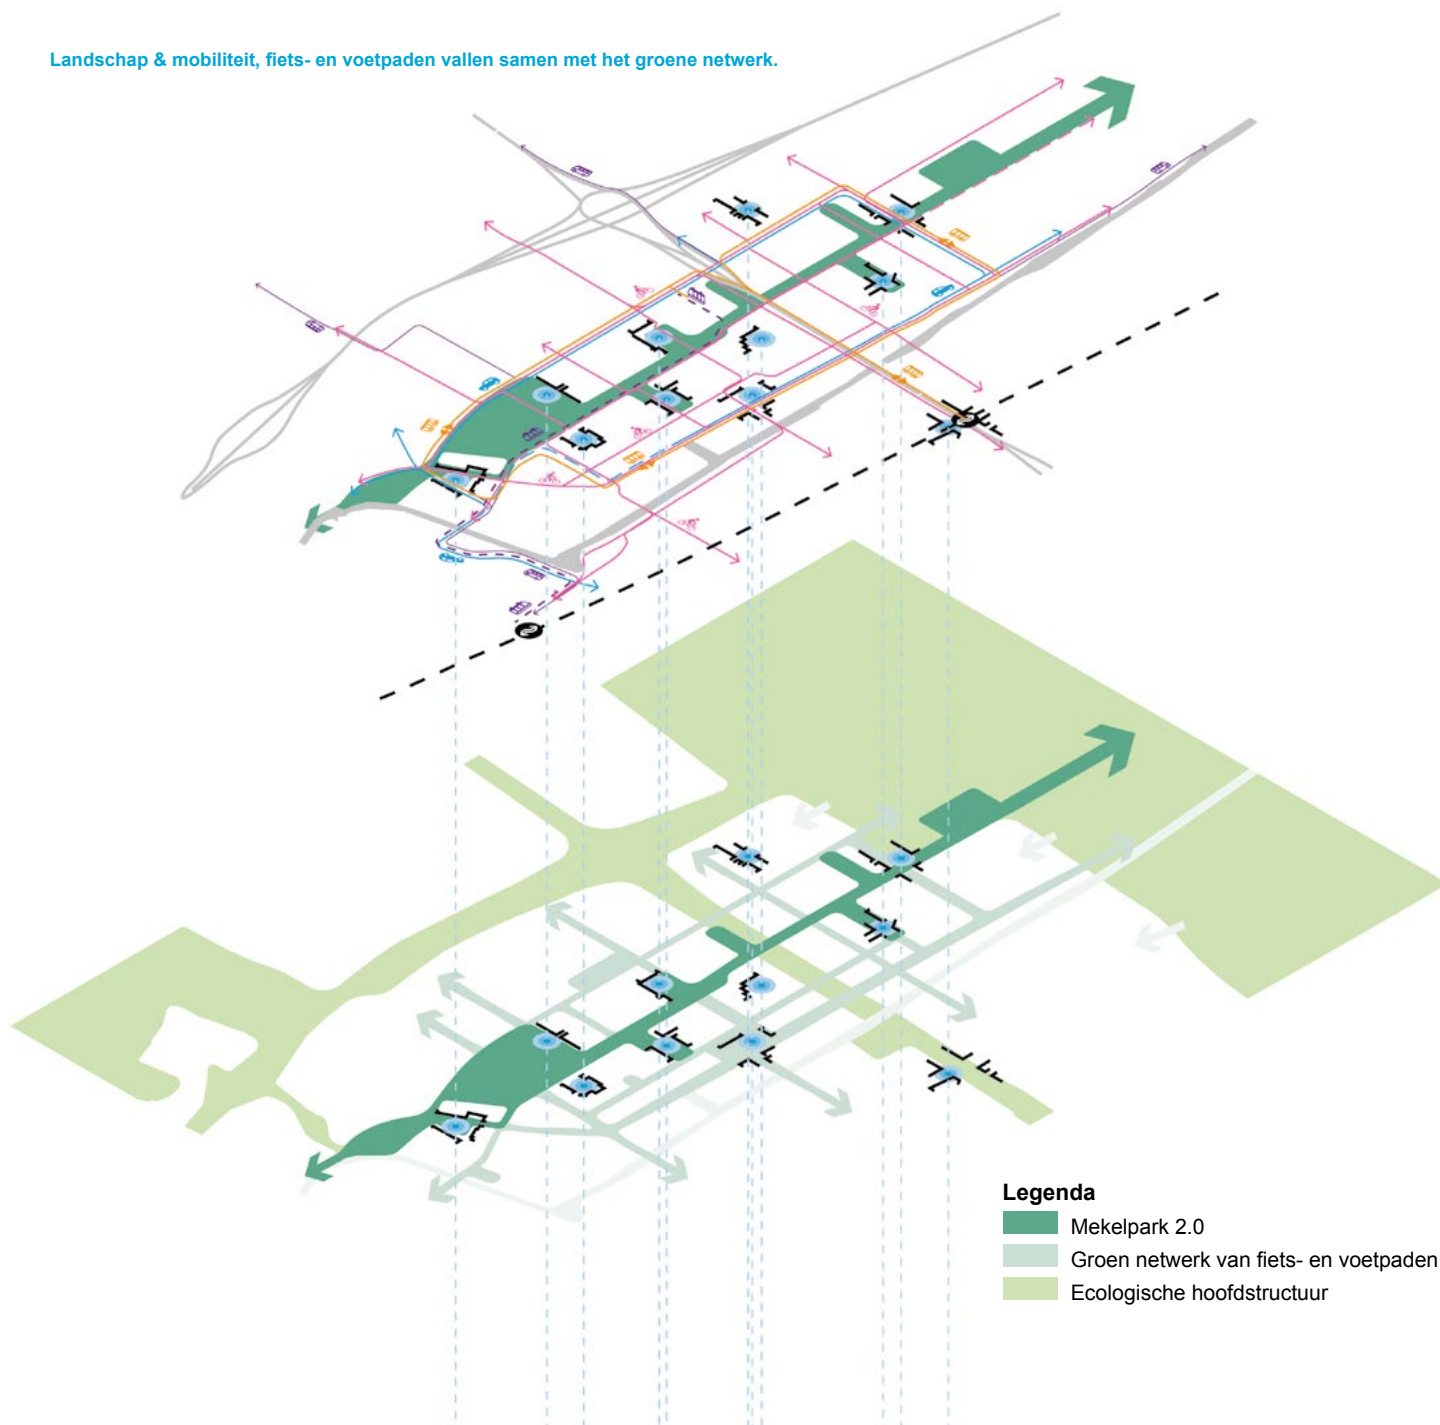 Landschap & mobiliteit, fiets- en voetpaden vallen samen met het groene netwerk.
Legenda
Mekelpark 2.0
Groen netwerk van fiets- en voetpaden
Ecologische hoofdstructuur